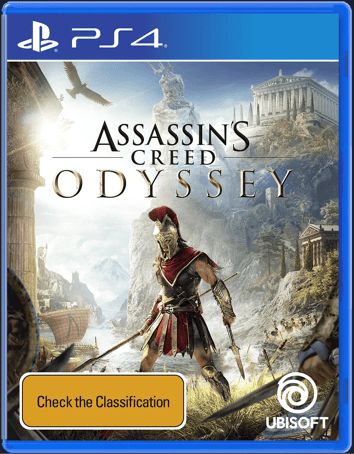 PS4
ASSASSIN'S
CREED
ODYSSEY
Check the Classification
UBISOFT